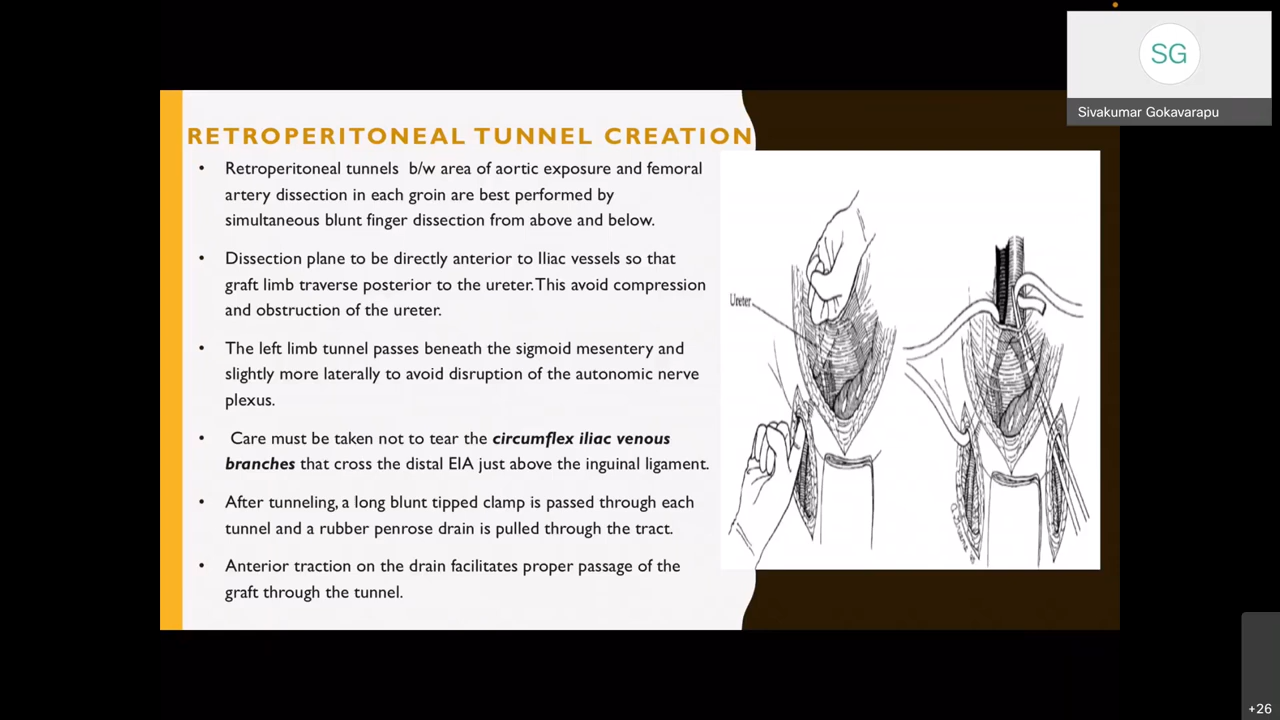 SG
Sivakumar Gokavarapu
RETROPERITONEAL TUNNEL CREATION
• Retroperitoneal tunnels b/w area of aortic exposure and femoral
artery dissection in each groin are best performed by
simultaneous blunt finger dissection from above and below.
• Dissection plane to be directly anterior to Iliac vessels so that
graft limb traverse posterior to the ureter. This avoid compression
and obstruction of the ureter.
• The left limb tunnel passes beneath the sigmoid mesentery and
slightly more laterally to avoid disruption of the autonomic nerve
plexus.
• Care must be taken not to tear the circumflex iliac venous
branches that cross the distal EIA just above the inguinal ligament.
• After tunneling, a long blunt tipped clamp is passed through each
tunnel and a rubber penrose drain is pulled through the tract.
• Anterior traction on the drain facilitates proper passage of the
graft through the tunnel.
Ureter
+26